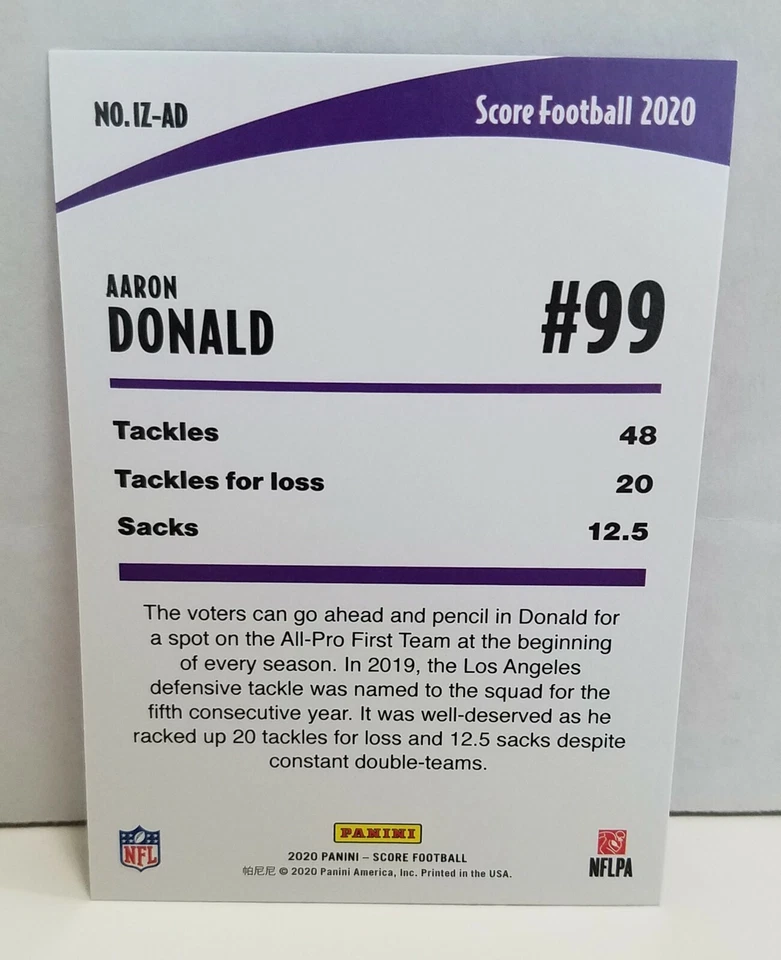 NO. IZ-AD
Score Football 2020
AARON
DONALD
#99
Tackles 48
Tackles for loss 20
Sacks 12.5
The voters can go ahead and pencil in Donald for
a spot on the All-Pro First Team at the beginning
of every season. In 2019, the Los Angeles
defensive tackle was named to the squad for the
fifth consecutive year. It was well-deserved as he
racked up 20 tackles for loss and 12.5 sacks despite
constant double-teams.
PANINI
NFL
2020 PANINI – SCORE FOOTBALL
帕尼尼 © 2020 Panini America, Inc. Printed in the USA.
NFLPA